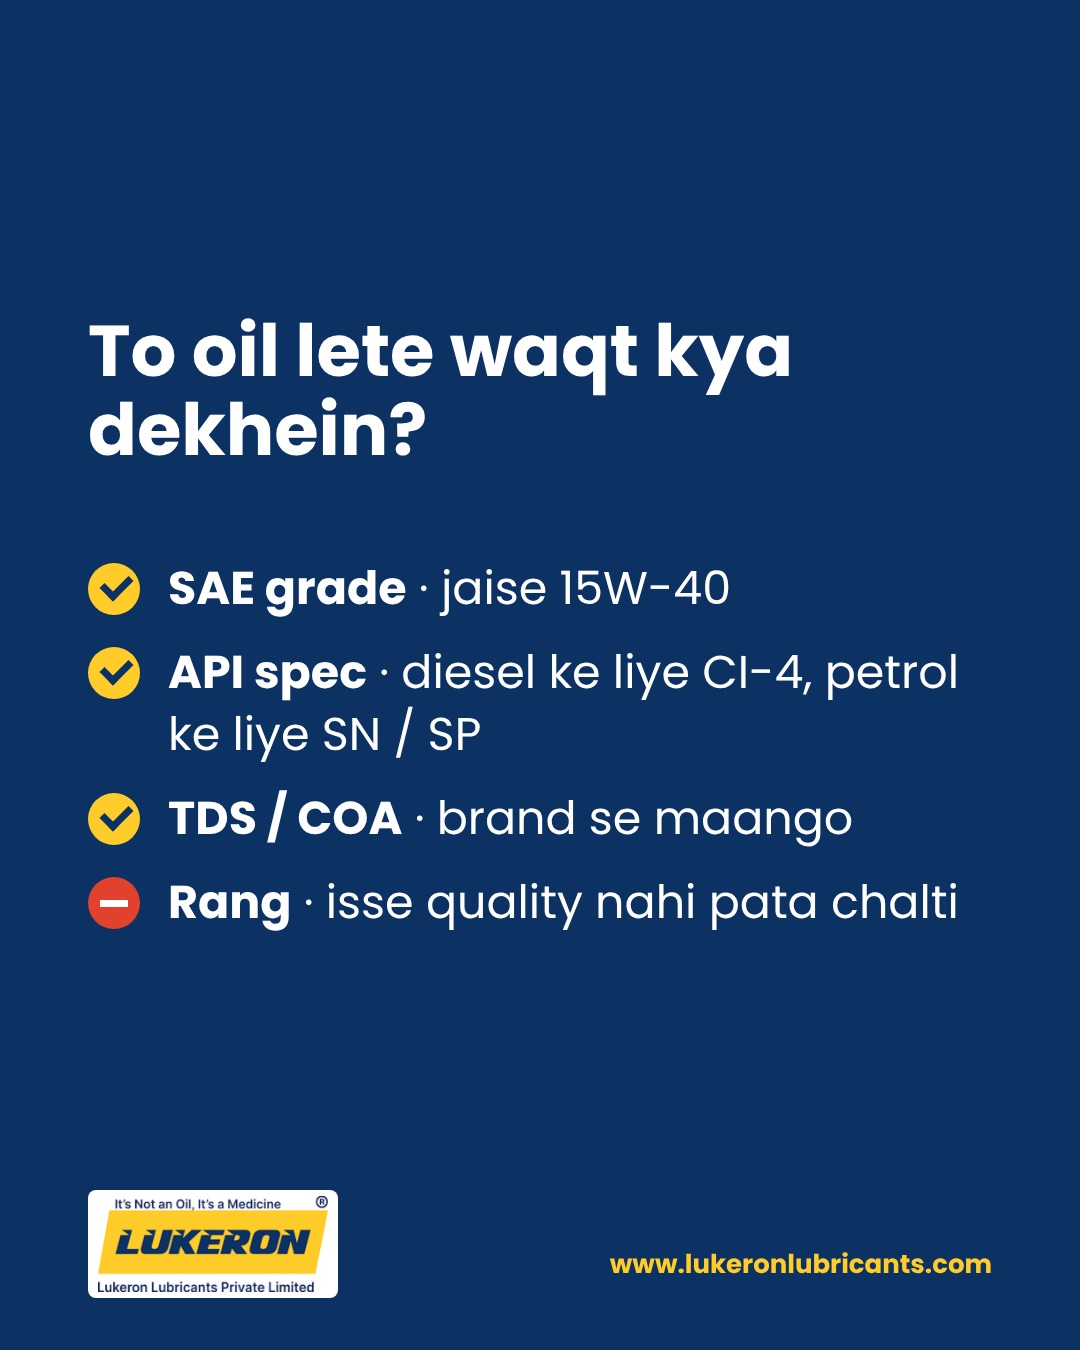 To oil lete waqt kya
dekhein?
SAE grade · jaise 15W-40
API spec · diesel ke liye CI-4, petrol
ke liye SN / SP
TDS / COA · brand se maango
Rang · isse quality nahi pata chalti
It's Not an Oil, It's a Medicine ®
LUKERON
Lukeron Lubricants Private Limited
www.lukeronlubricants.com